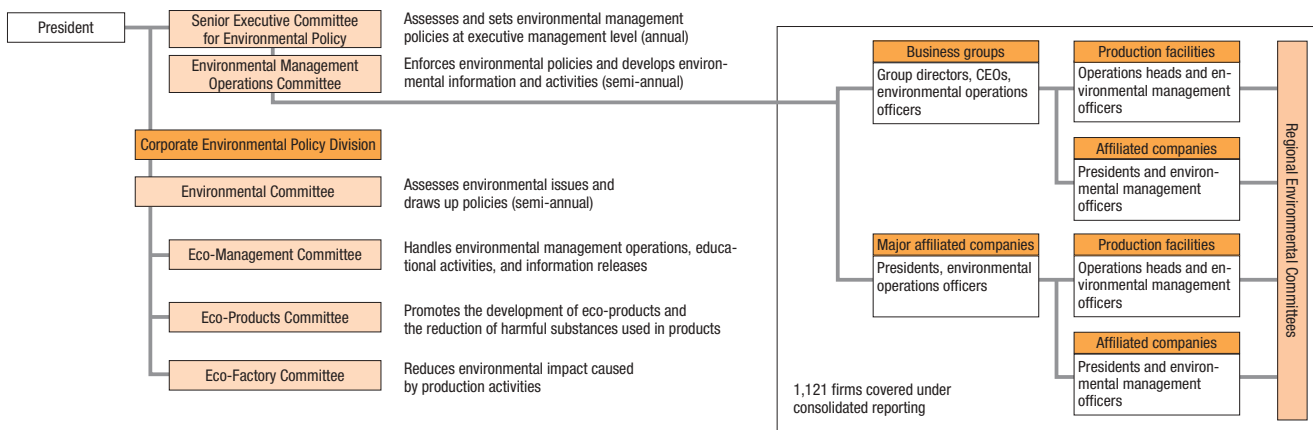 President
Senior Executive Committee
for Environmental Policy
Assesses and sets environmental management
policies at executive management level (annual)
Environmental Management
Operations Committee
Enforces environmental policies and develops environ-
mental information and activities (semi-annual)
Corporate Environmental Policy Division
Environmental Committee
Assesses environmental issues and
draws up policies (semi-annual)
Eco-Management Committee
Handles environmental management operations, educa-
tional activities, and information releases
Eco-Products Committee
Promotes the development of eco-products and
the reduction of harmful substances used in products
Eco-Factory Committee
Reduces environmental impact caused
by production activities
Business groups
Group directors, CEOs,
environmental operations
officers
Production facilities
Operations heads and en-
vironmental management
officers
Affiliated companies
Presidents and environ-
mental management
officers
Major affiliated companies
Presidents, environmental
operations officers
Production facilities
Operations heads and en-
vironmental management
officers
Affiliated companies
Presidents and environ-
mental management
officers
Regional Environmental Committees
1,121 firms covered under
consolidated reporting